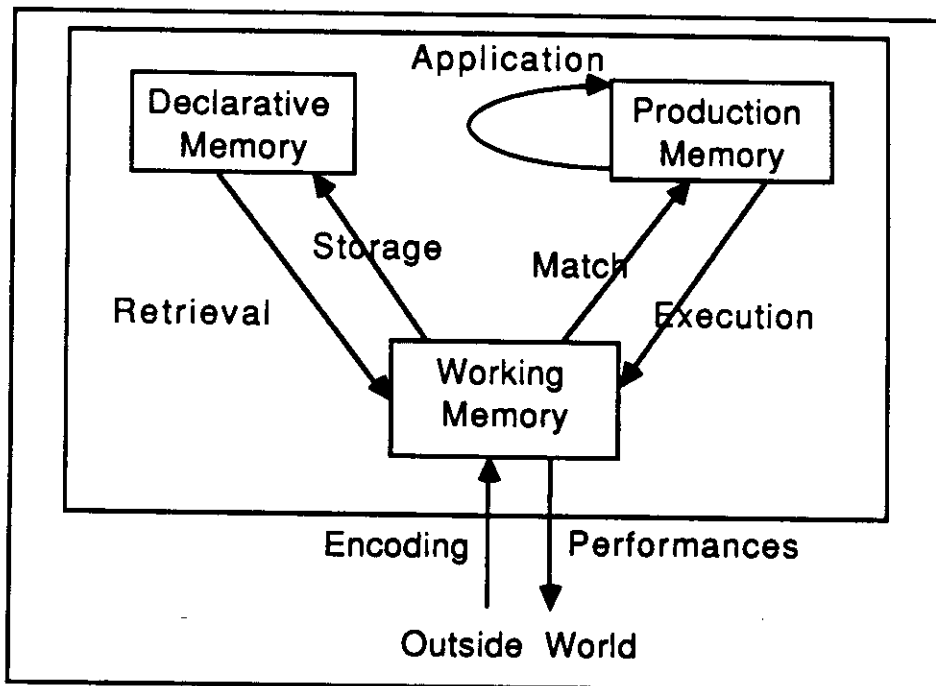 Application
Declarative
Memory
Production
Memory
Storage
Match
Retrieval
Execution
Working
Memory
Encoding
Performances
Outside World